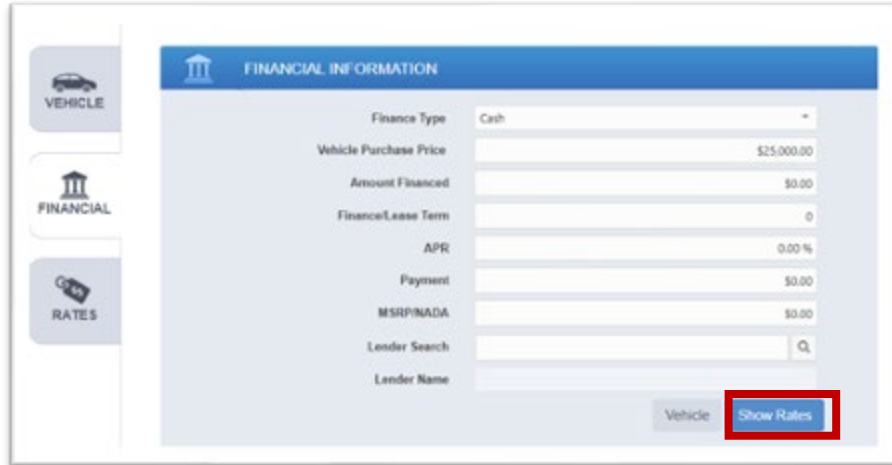 VEHICLE
FINANCIAL
RATES
FINANCIAL INFORMATION
Finance Type Cash
Vehicle Purchase Price $25,000.00
Amount Financed $0.00
Finance/Lease Term 0
APR 0.00 %
Payment $0.00
MSRP/NADA $0.00
Lender Search
Lender Name
Vehicle Show Rates